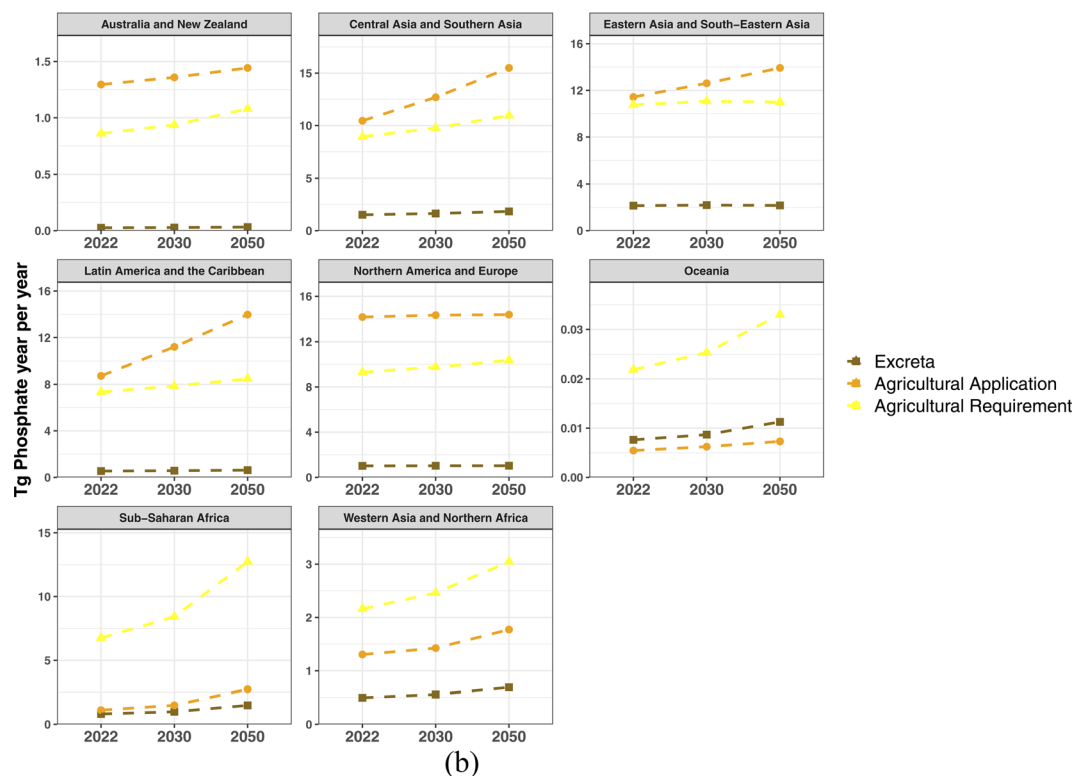 Australia and New Zealand
Central Asia and Southern Asia
Eastern Asia and South-Eastern Asia
1.5
1.0
0.5
0.0
15
10
5
0
16
12
8
4
0
2022 2030 2050
2022 2030 2050
2022 2030 2050
Latin America and the Caribbean
Northern America and Europe
Oceania
16
12
8
4
0
16
12
8
4
0
0.03
0.02
0.01
0.00
2022 2030 2050
2022 2030 2050
2022 2030 2050
Tg Phosphate year per year
Excreta
Agricultural Application
Agricultural Requirement
Sub-Saharan Africa
Western Asia and Northern Africa
15
10
5
0
3
2
1
0
2022 2030 2050
2022 2030 2050
(b)